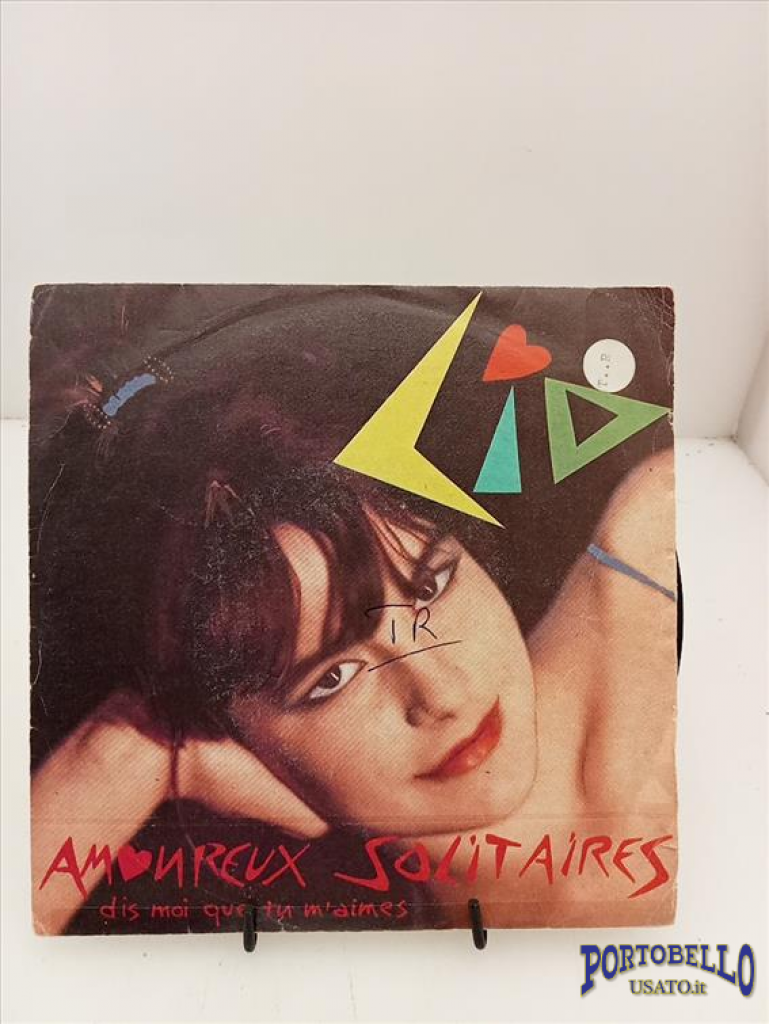 Lio
TR
AMOUREUX SOLITAIRES
dis moi que tu m'aimes
PORTOBELLO
USATO.it